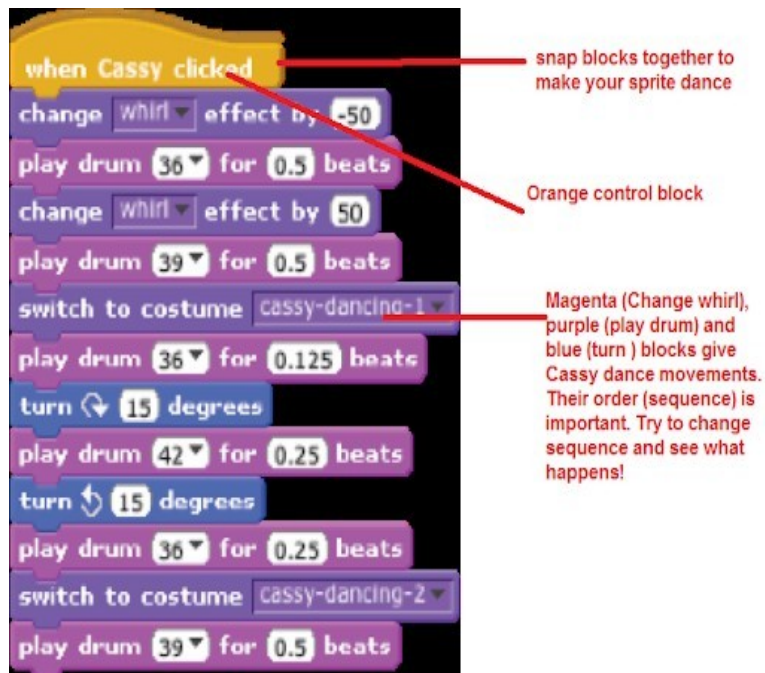 when Cassy clicked
change whirl effect by -50
play drum 36 for 0.5 beats
change whirl effect by 50
play drum 39 for 0.5 beats
switch to costume cassy-dancing-1
play drum 36 for 0.125 beats
turn 15 degrees
play drum 42 for 0.25 beats
turn 15 degrees
play drum 36 for 0.25 beats
switch to costume cassy-dancing-2
play drum 39 for 0.5 beats
snap blocks together to
make your sprite dance
Orange control block
Magenta (Change whirl),
purple (play drum) and
blue (turn ) blocks give
Cassy dance movements.
Their order (sequence) is
important. Try to change
sequence and see what
happens!